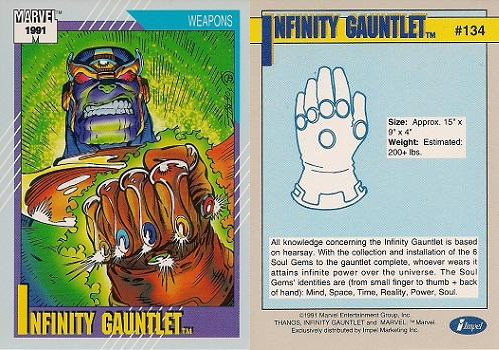 MARVEL
1991
M
WEAPONS
INFINITY GAUNTLET™
INFINITY GAUNTLET™
#134
Size: Approx. 15" x
9" x 4"
Weight: Estimated:
200+ lbs.
All knowledge concerning the Infinity Gauntlet is based
on hearsay. With the collection and installation of the 6
Soul Gems to the gauntlet complete, whoever wears it
attains infinite power over the universe. The Soul
Gems' identities are (from small finger to thumb + back
of hand): Mind, Space, Time, Reality, Power, Soul.
©1991 Marvel Entertainment Group, Inc.
THANOS, INFINITY GAUNTLET and MARVEL: ™ Marvel.
Exclusively distributed by Impel Marketing Inc.
Impel